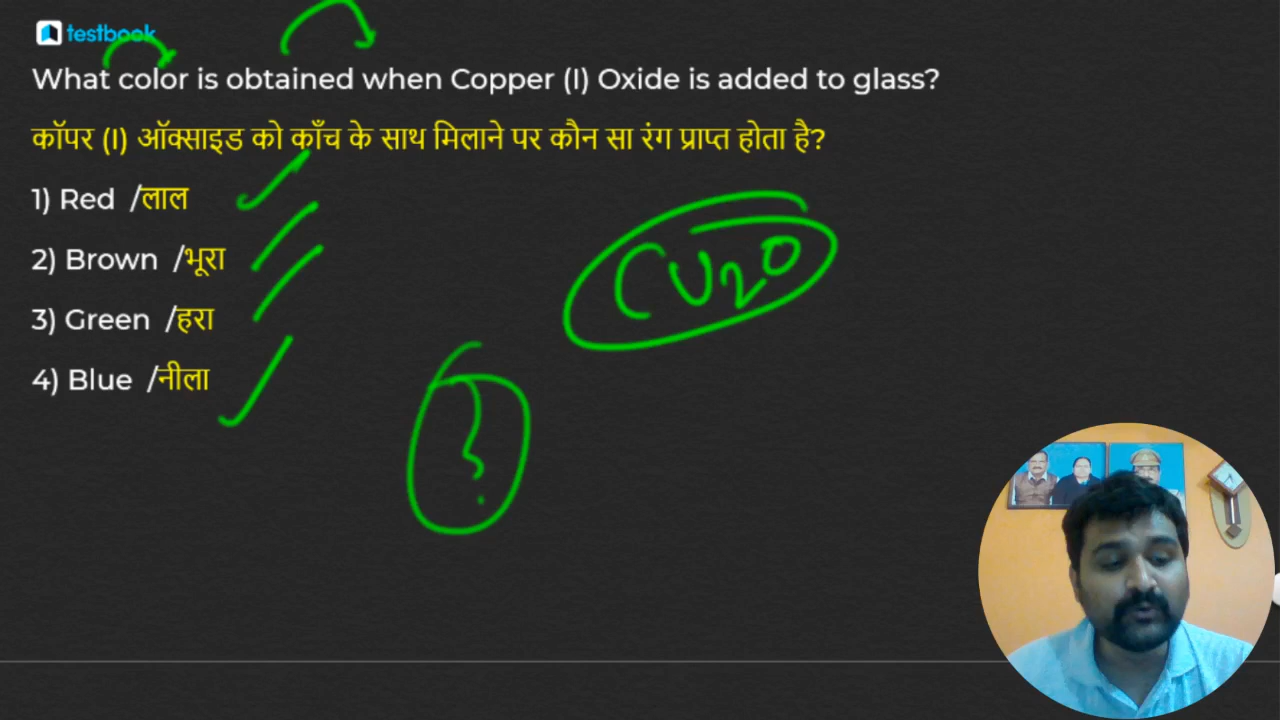 testbook
What color is obtained when Copper (I) Oxide is added to glass?
कॉपर (I) ऑक्साइड को काँच के साथ मिलाने पर कौन सा रंग प्राप्त होता है?
1) Red /लाल
2) Brown /भूरा
3) Green /हरा
4) Blue /नीला
CU2O
?